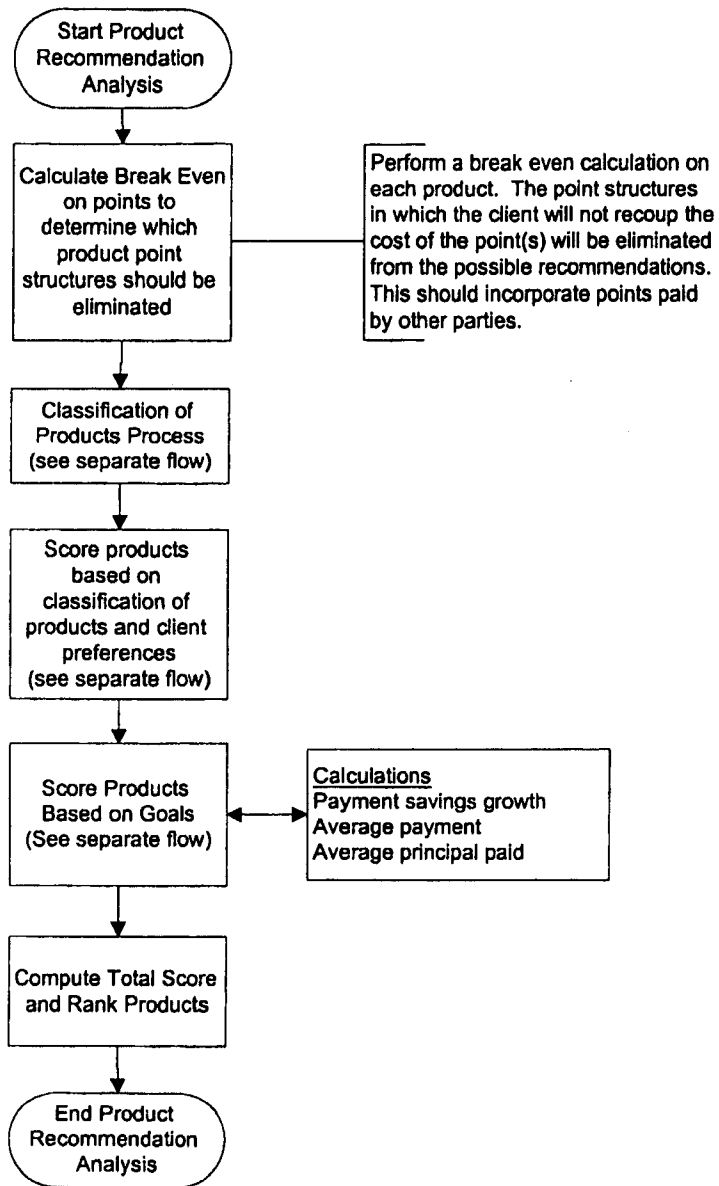 Start Product
Recommendation
Analysis
Calculate Break Even
on points to
determine which
product point
structures should be
eliminated
Perform a break even calculation on
each product. The point structures
in which the client will not recoup the
cost of the point(s) will be eliminated
from the possible recommendations.
This should incorporate points paid
by other parties.
Classification of
Products Process
(see separate flow)
Score products
based on
classification of
products and client
preferences
(see separate flow)
Score Products
Based on Goals
(See separate flow)
Calculations
Payment savings growth
Average payment
Average principal paid
Compute Total Score
and Rank Products
End Product
Recommendation
Analysis